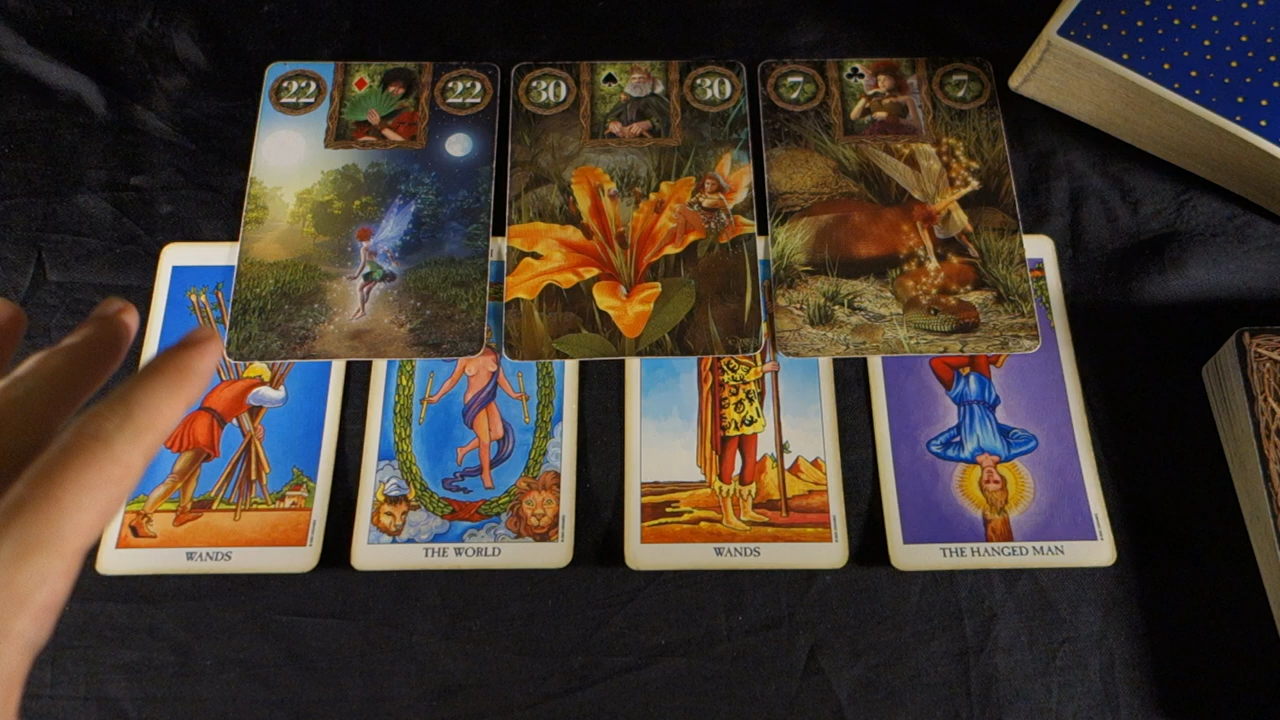 22 22
30 30
7 7
WANDS
THE WORLD
WANDS
THE HANGED MAN